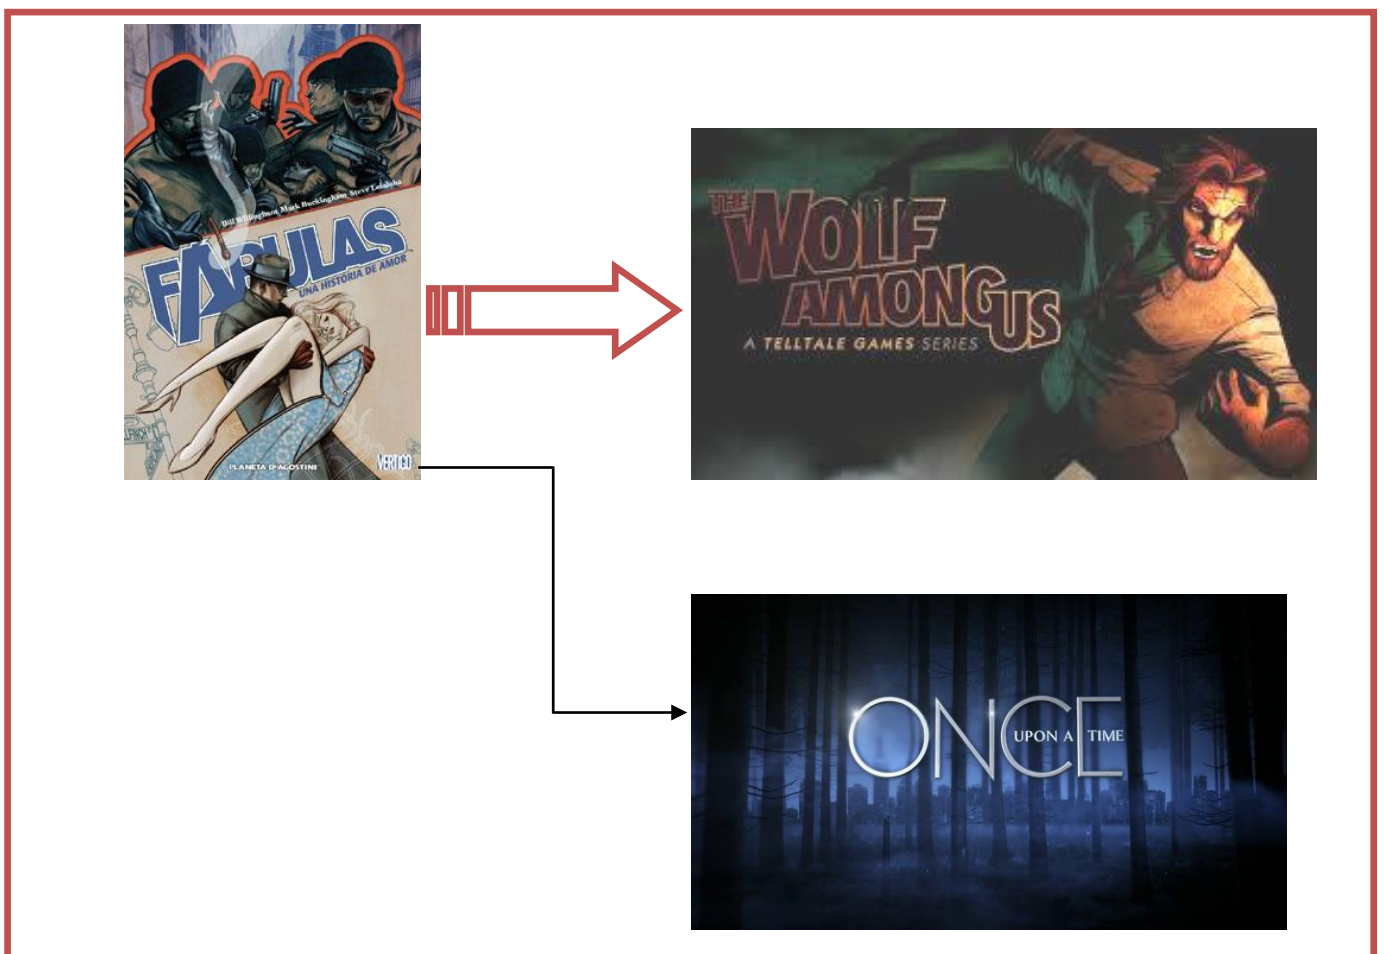 Bill Willingham Mark Buckingham Steve Leialoha
FÁBULAS
UNA HISTORIA DE AMOR
PLANETA DEAGOSTINI
VERTIGO
THE
WOLF
AMONG
US
A TELLTALE GAMES SERIES
ONCE
UPON A TIME